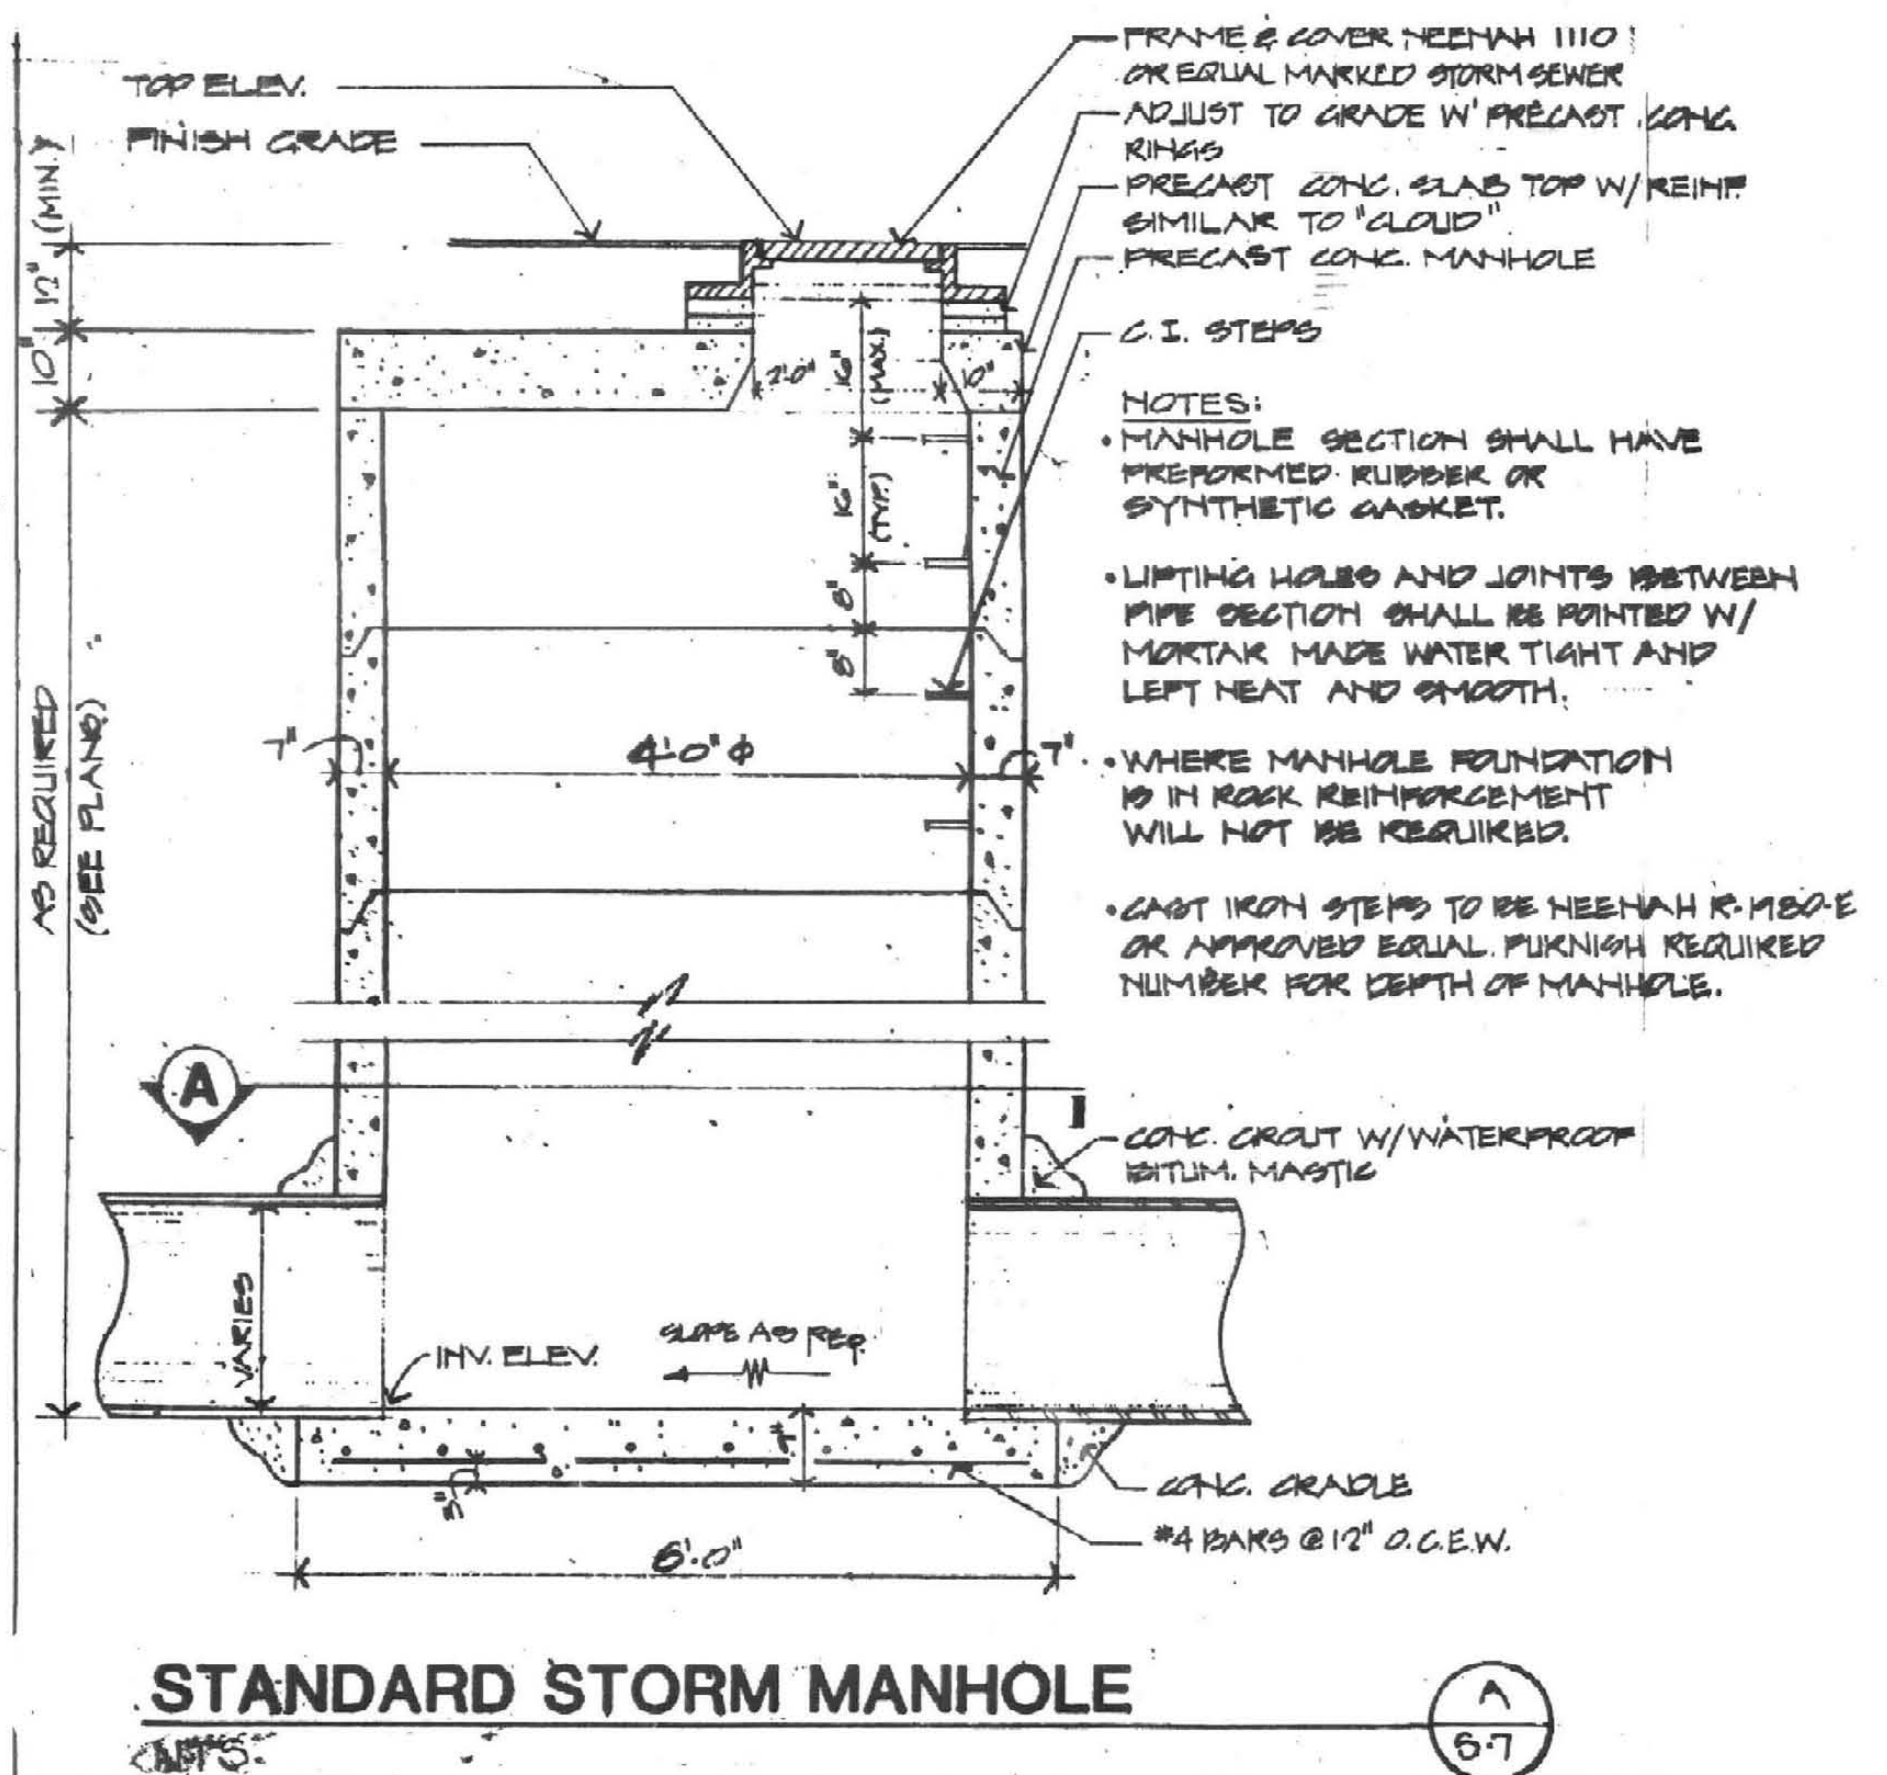 TOP ELEV.
FINISH GRADE
FRAME & COVER NEENAH 1110
OR EQUAL MARKED STORM SEWER
ADJUST TO GRADE W' PRECAST CONC.
RINGS
PRECAST CONC. SLAB TOP W/ REINF.
SIMILAR TO "CLOUD"
PRECAST CONC. MANHOLE
C.I. STEPS
12" (MIN.)
10"
AS REQUIRED
(SEE PLANS)
2'0"
16"
(MAX.)
10"
16"
(TYP.)
8"
8"
7"
4'0" ϕ
7"
NOTES:
• MANHOLE SECTION SHALL HAVE
PREFORMED RUBBER OR
SYNTHETIC GASKET.
• LIFTING HOLES AND JOINTS BETWEEN
PIPE SECTION SHALL BE POINTED W/
MORTAR MADE WATER TIGHT AND
LEFT NEAT AND SMOOTH.
• WHERE MANHOLE FOUNDATION
IS IN ROCK REINFORCEMENT
WILL NOT BE REQUIRED.
• CAST IRON STEPS TO BE NEENAH R-1980-E
OR APPROVED EQUAL. FURNISH REQUIRED
NUMBER FOR DEPTH OF MANHOLE.
A
CONC. GROUT W/ WATERPROOF
BITUM. MASTIC
VARIES
INV. ELEV.
SLOPE AS REQ.
7"
3"
CONC. CRADLE
#4 BARS @ 12" O.C.E.W.
6'.0"
STANDARD STORM MANHOLE
A
S-7